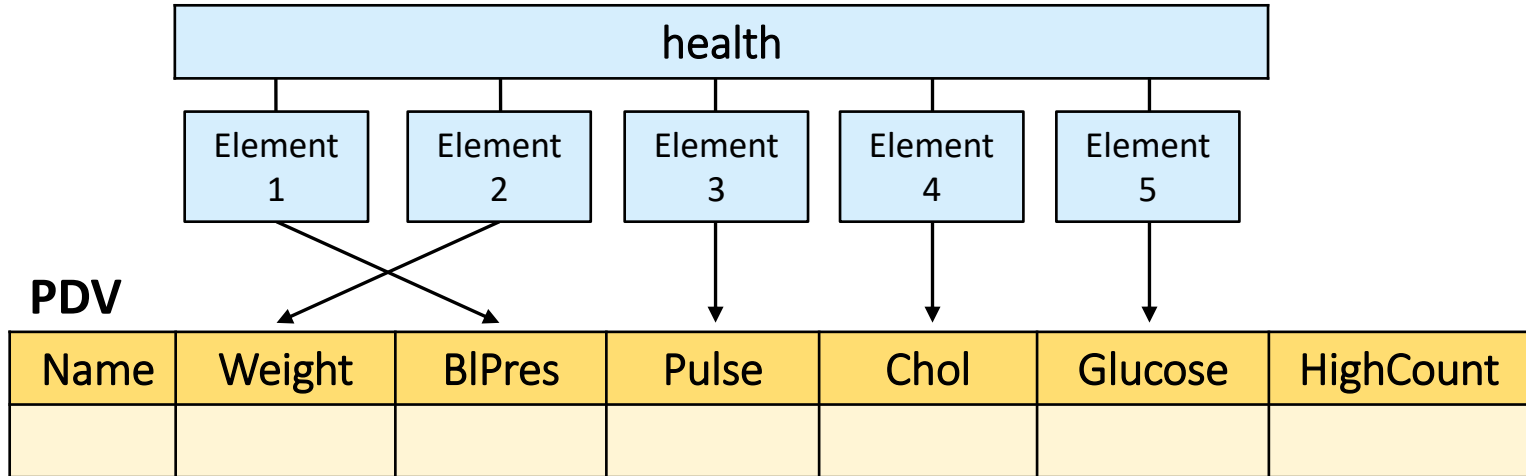 health
Element
1
Element
2
Element
3
Element
4
Element
5
PDV
Name Weight BlPres Pulse Chol Glucose HighCount